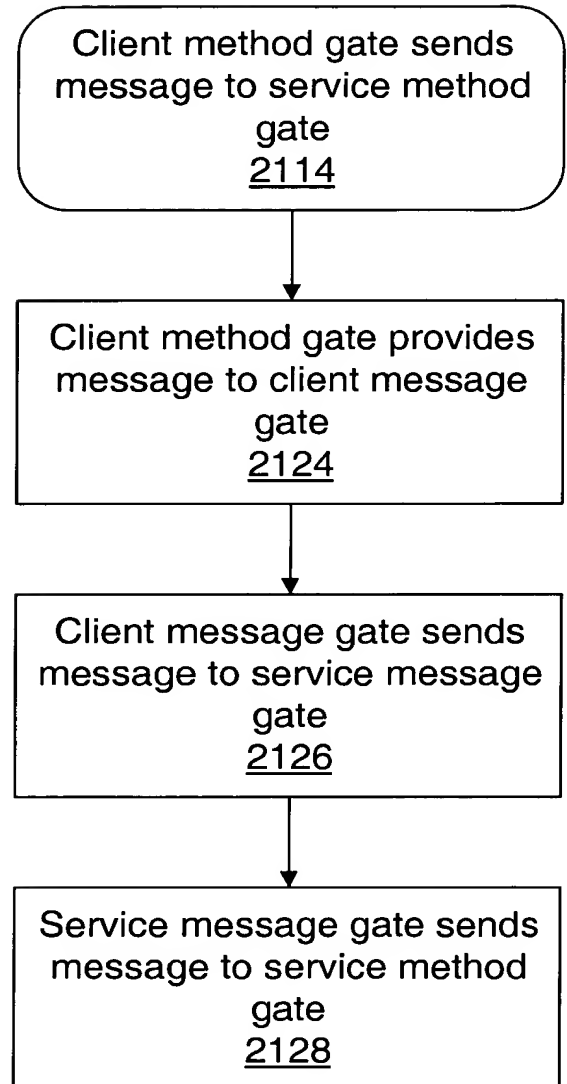 Client method gate sends
message to service method
gate
2114
Client method gate provides
message to client message
gate
2124
Client message gate sends
message to service message
gate
2126
Service message gate sends
message to service method
gate
2128